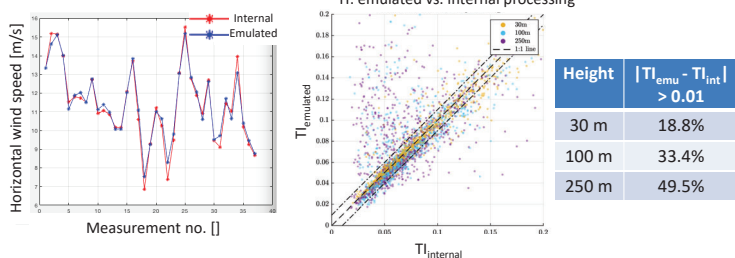 TI: emulated vs. internal processing
Internal
Emulated
Horizontal wind speed [m/s]
16
15
14
13
12
11
10
9
8
7
6
0 5 10 15 20 25 30 35 40
Measurement no. []
30m
100m
250m
1:1 line
TI_emulated
0.2
0.18
0.16
0.14
0.12
0.1
0.08
0.06
0.04
0.02
0
0 0.05 0.1 0.15 0.2
TI_internal
Height |TI_emu - TI_int| > 0.01
30 m 18.8%
100 m 33.4%
250 m 49.5%